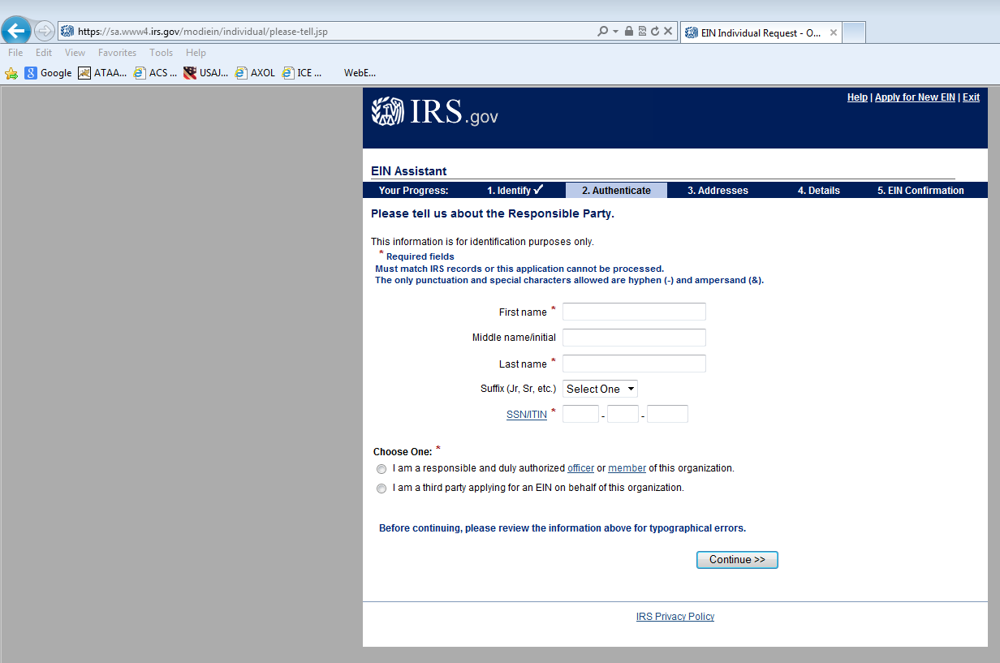 https://sa.www4.irs.gov/modiein/individual/please-tell.jsp
EIN Individual Request - O...
File Edit View Favorites Tools Help
Google ATAA... ACS ... USAJ... AXOL ICE ... WebE...
IRS.gov
Help | Apply for New EIN | Exit
EIN Assistant
Your Progress: 1. Identify ✓ 2. Authenticate 3. Addresses 4. Details 5. EIN Confirmation
Please tell us about the Responsible Party.
This information is for identification purposes only.
* Required fields
Must match IRS records or this application cannot be processed.
The only punctuation and special characters allowed are hyphen (-) and ampersand (&).
First name *
Middle name/initial
Last name *
Suffix (Jr, Sr, etc.) Select One
SSN/ITIN * - -
Choose One: *
I am a responsible and duly authorized officer or member of this organization.
I am a third party applying for an EIN on behalf of this organization.
Before continuing, please review the information above for typographical errors.
Continue >>
IRS Privacy Policy